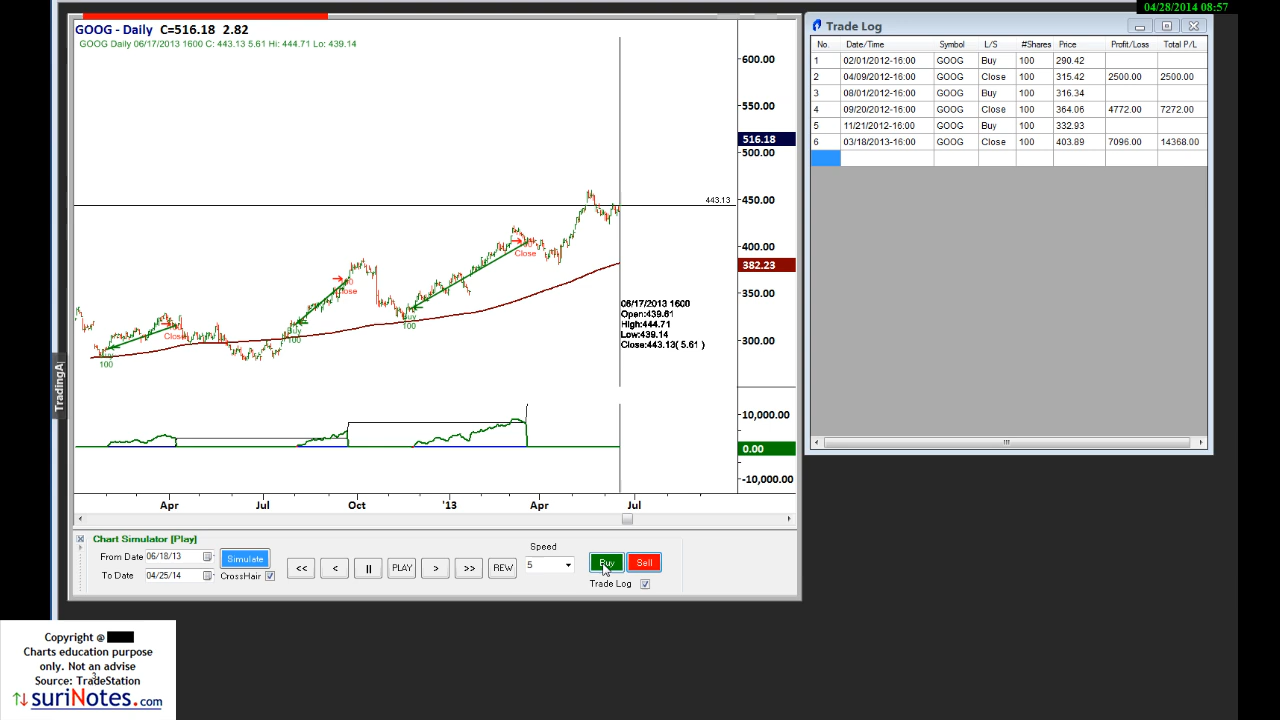 04/28/2014 08:57
GOOG - Daily C=516.18 2.82
GOOG Daily 06/17/2013 1600 C: 443.13 5.61 Hi: 444.71 Lo: 439.14
600.00
550.00
516.18
500.00
443.13
450.00
400.00
382.23
350.00
300.00
Close
Close
Close
Buy
100
Buy
100
100
06/17/2013 1600
Open:439.61
High:444.71
Low:439.14
Close:443.13( 5.61 )
10,000.00
0.00
-10,000.00
Apr Jul Oct '13 Apr Jul
Chart Simulator [Play]
From Date 06/18/13 Simulate
To Date 04/25/14 CrossHair
<< < II PLAY > >> REW
Speed
5
Buy Sell
Trade Log
TradingA
Trade Log
No. Date/Time Symbol L/S #Shares Price Profit/Loss Total P/L
1 02/01/2012-16:00 GOOG Buy 100 290.42
2 04/09/2012-16:00 GOOG Close 100 315.42 2500.00 2500.00
3 08/01/2012-16:00 GOOG Buy 100 316.34
4 09/20/2012-16:00 GOOG Close 100 364.06 4772.00 7272.00
5 11/21/2012-16:00 GOOG Buy 100 332.93
6 03/18/2013-16:00 GOOG Close 100 403.89 7096.00 14368.00
Copyright @
Charts education purpose
only. Not an advise
Source: TradeStation
3
suriNotes.com